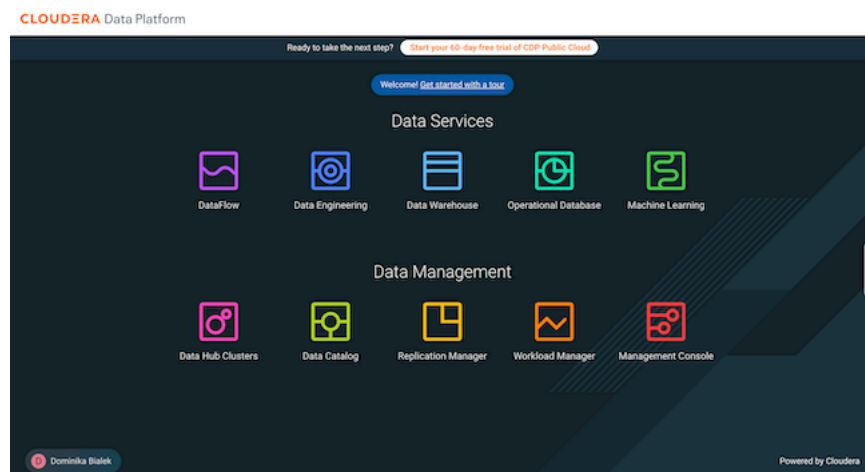 CLOUDERA Data Platform
Ready to take the next step? Start your 60-day free trial of CDP Public Cloud
Welcome! Get started with a tour
Data Services
DataFlow Data Engineering Data Warehouse Operational Database Machine Learning
Data Management
Data Hub Clusters Data Catalog Replication Manager Workload Manager Management Console
D Dominika Bialek Powered by Cloudera